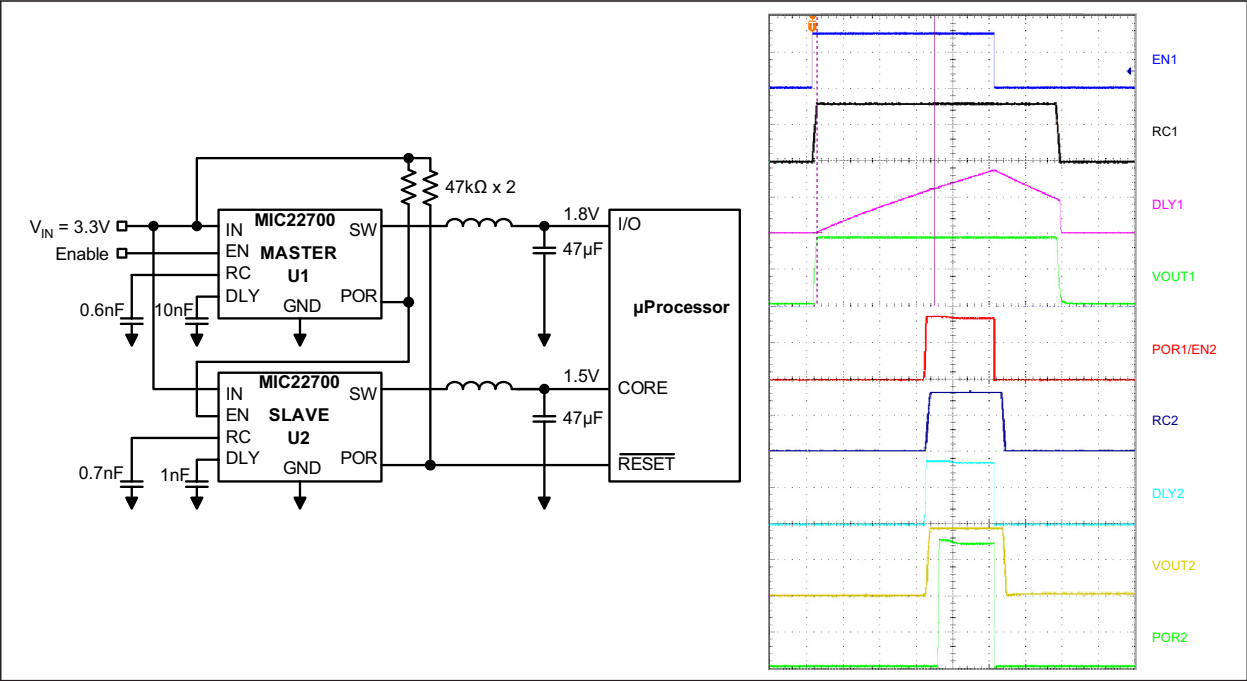 47kΩ x 2
VIN = 3.3V
Enable
0.6nF
10nF
MIC22700
MASTER
U1
IN
EN
RC
DLY
GND
SW
POR
1.8V
47µF
MIC22700
SLAVE
U2
IN
EN
RC
DLY
GND
SW
POR
0.7nF
1nF
1.5V
47µF
I/O
µProcessor
CORE
RESET
T
EN1
RC1
DLY1
VOUT1
POR1/EN2
RC2
DLY2
VOUT2
POR2